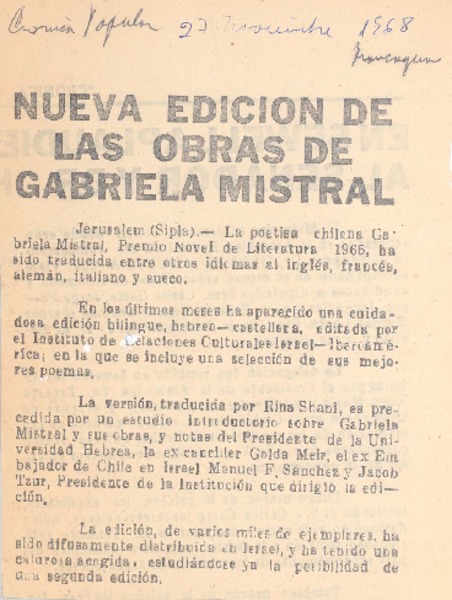 Crónica Popular 27 Noviembre 1968
NUEVA EDICION DE
LAS OBRAS DE
GABRIELA MISTRAL
Jerusalem (Sipla).— La poetisa chilena Ga-
briela Mistral, Premio Novel de Literatura 1966, ha
sido traducida entre otros idiomas al inglés, francés,
alemán, italiano y sueco.
En los últimos meses ha aparecido una cuida-
dosa edición bilingüe, hebreo — castellana, editada por
el Instituto de Relaciones Culturales Israel—Iberoamé-
rica, en la que se incluye una selección de sus mejo-
res poemas.
La versión, traducida por Rina Shani, es pre-
cedida por un estudio introductorio sobre Gabriela
Mistral y sus obras, y notas del Presidente de la Uni-
versidad Hebrea, la ex canciller Golda Meir, el ex Em
bajador de Chile en Israel Manuel F. Sánchez y Jacob
Tzur, Presidente de la Institución que dirigió la edi-
ción.
La edición, de varios miles de ejemplares, ha
sido difusamente distribuida en Israel, y ha tenido una
calurosa acogida, estudiándose ya la posibilidad de
una segunda edición.